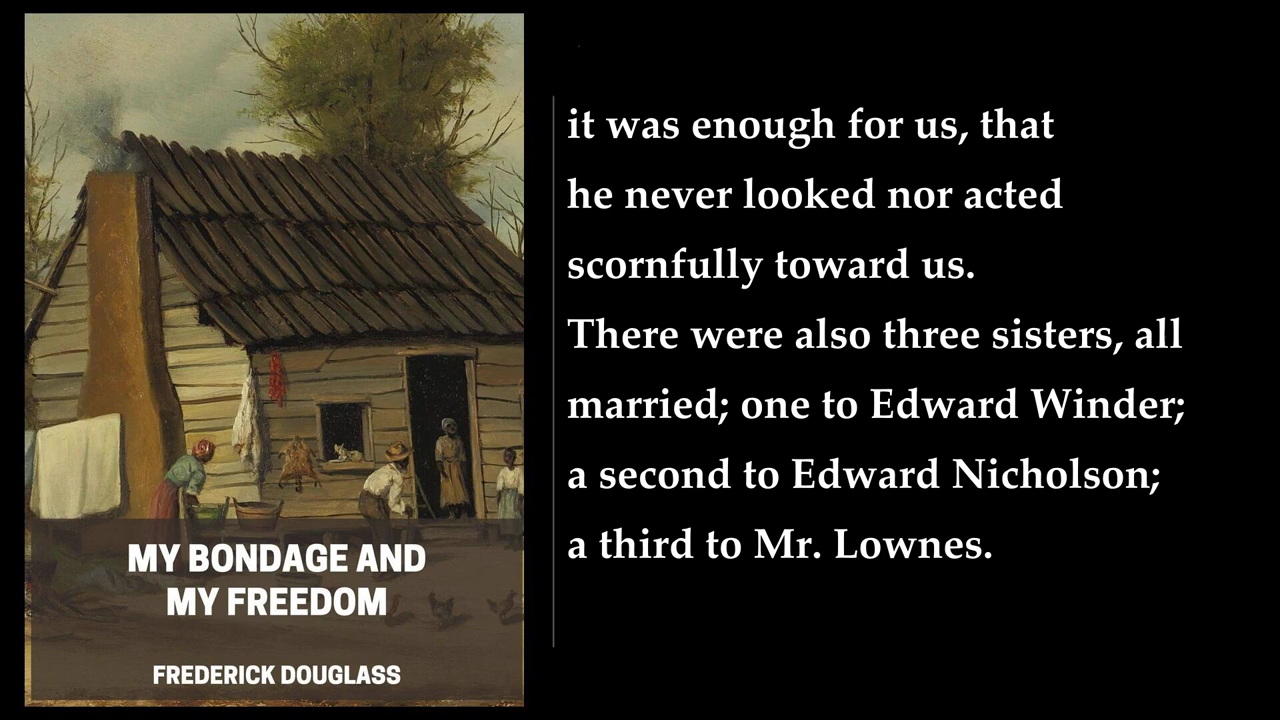 MY BONDAGE AND
MY FREEDOM
FREDERICK DOUGLASS
it was enough for us, that
he never looked nor acted
scornfully toward us.
There were also three sisters, all
married; one to Edward Winder;
a second to Edward Nicholson;
a third to Mr. Lownes.